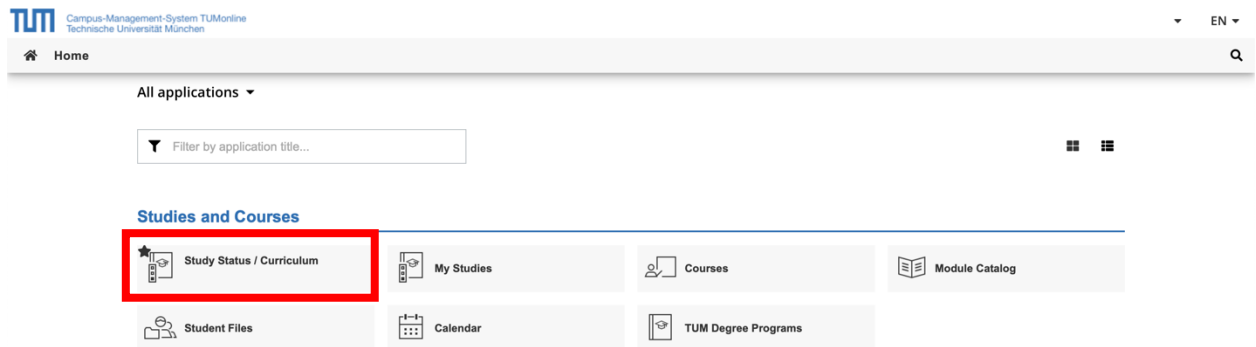 TUM
Campus-Management-System TUMonline
Technische Universität München
EN
Home
All applications
Filter by application title...
Studies and Courses
Study Status / Curriculum
My Studies
Courses
Module Catalog
Student Files
Calendar
TUM Degree Programs